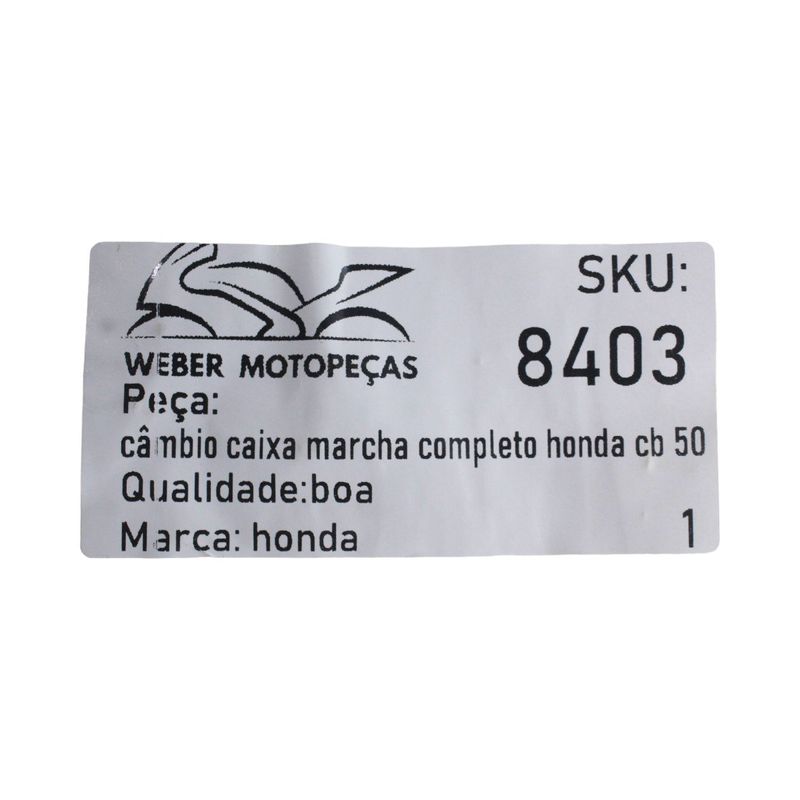 SKU:
8403
WEBER MOTOPEÇAS
Peça:
câmbio caixa marcha completo honda cb 50
Qualidade:boa
Marca: honda
1